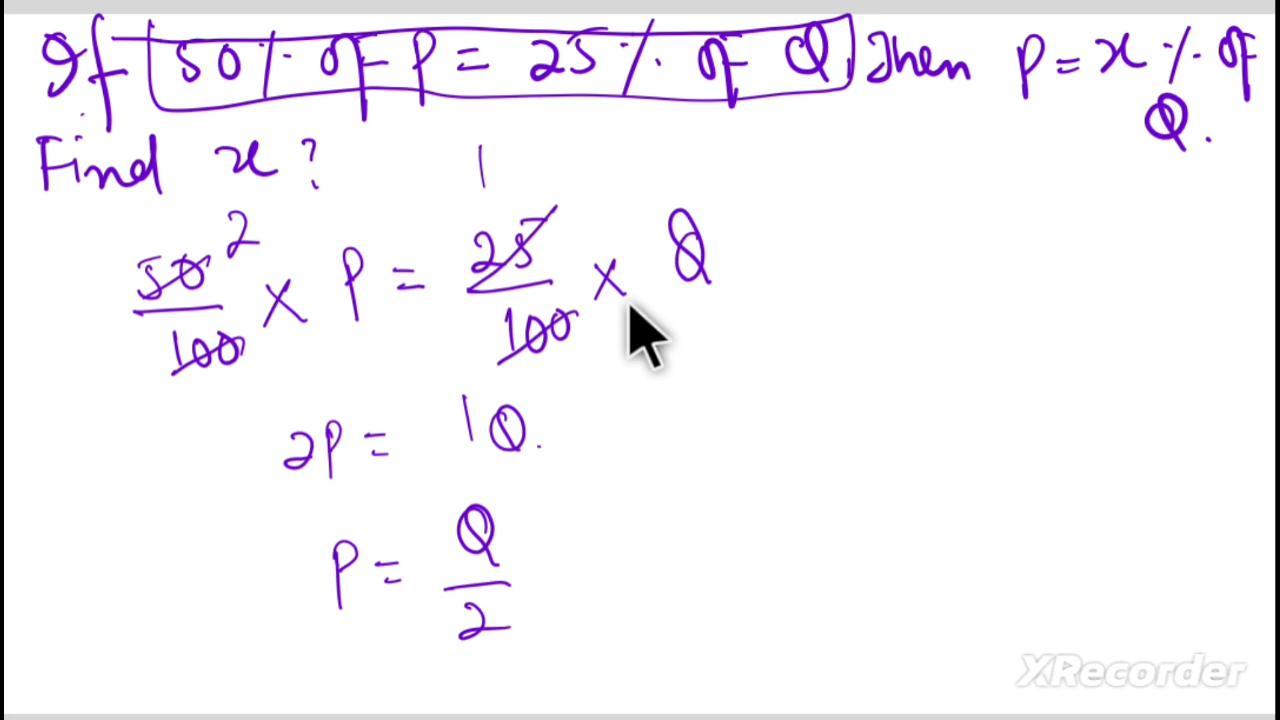 If 50% of P = 25% of Q, then P = x% of Q.
Find x?
50/100 2 × P = 25/100 1 × Q
2P = 1Q.
P = Q/2
XRecorder